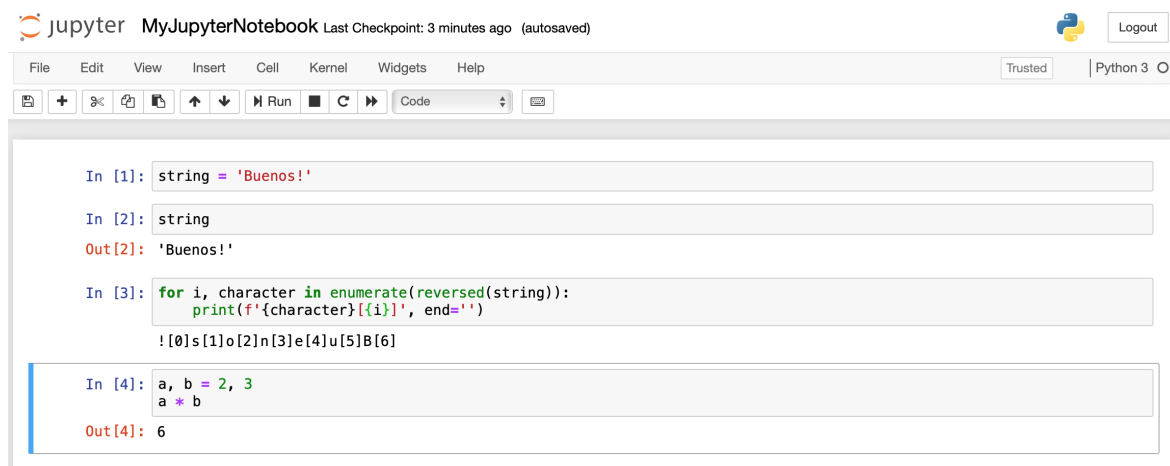 jupyter MyJupyterNotebook Last Checkpoint: 3 minutes ago (autosaved) Logout
File Edit View Insert Cell Kernel Widgets Help Trusted Python 3
Run Code
In [1]: string = 'Buenos!'
In [2]: string
Out[2]: 'Buenos!'
In [3]: for i, character in enumerate(reversed(string)):
print(f'{character}[{i}]', end='')
![0]s[1]o[2]n[3]e[4]u[5]B[6]
In [4]: a, b = 2, 3
a * b
Out[4]: 6